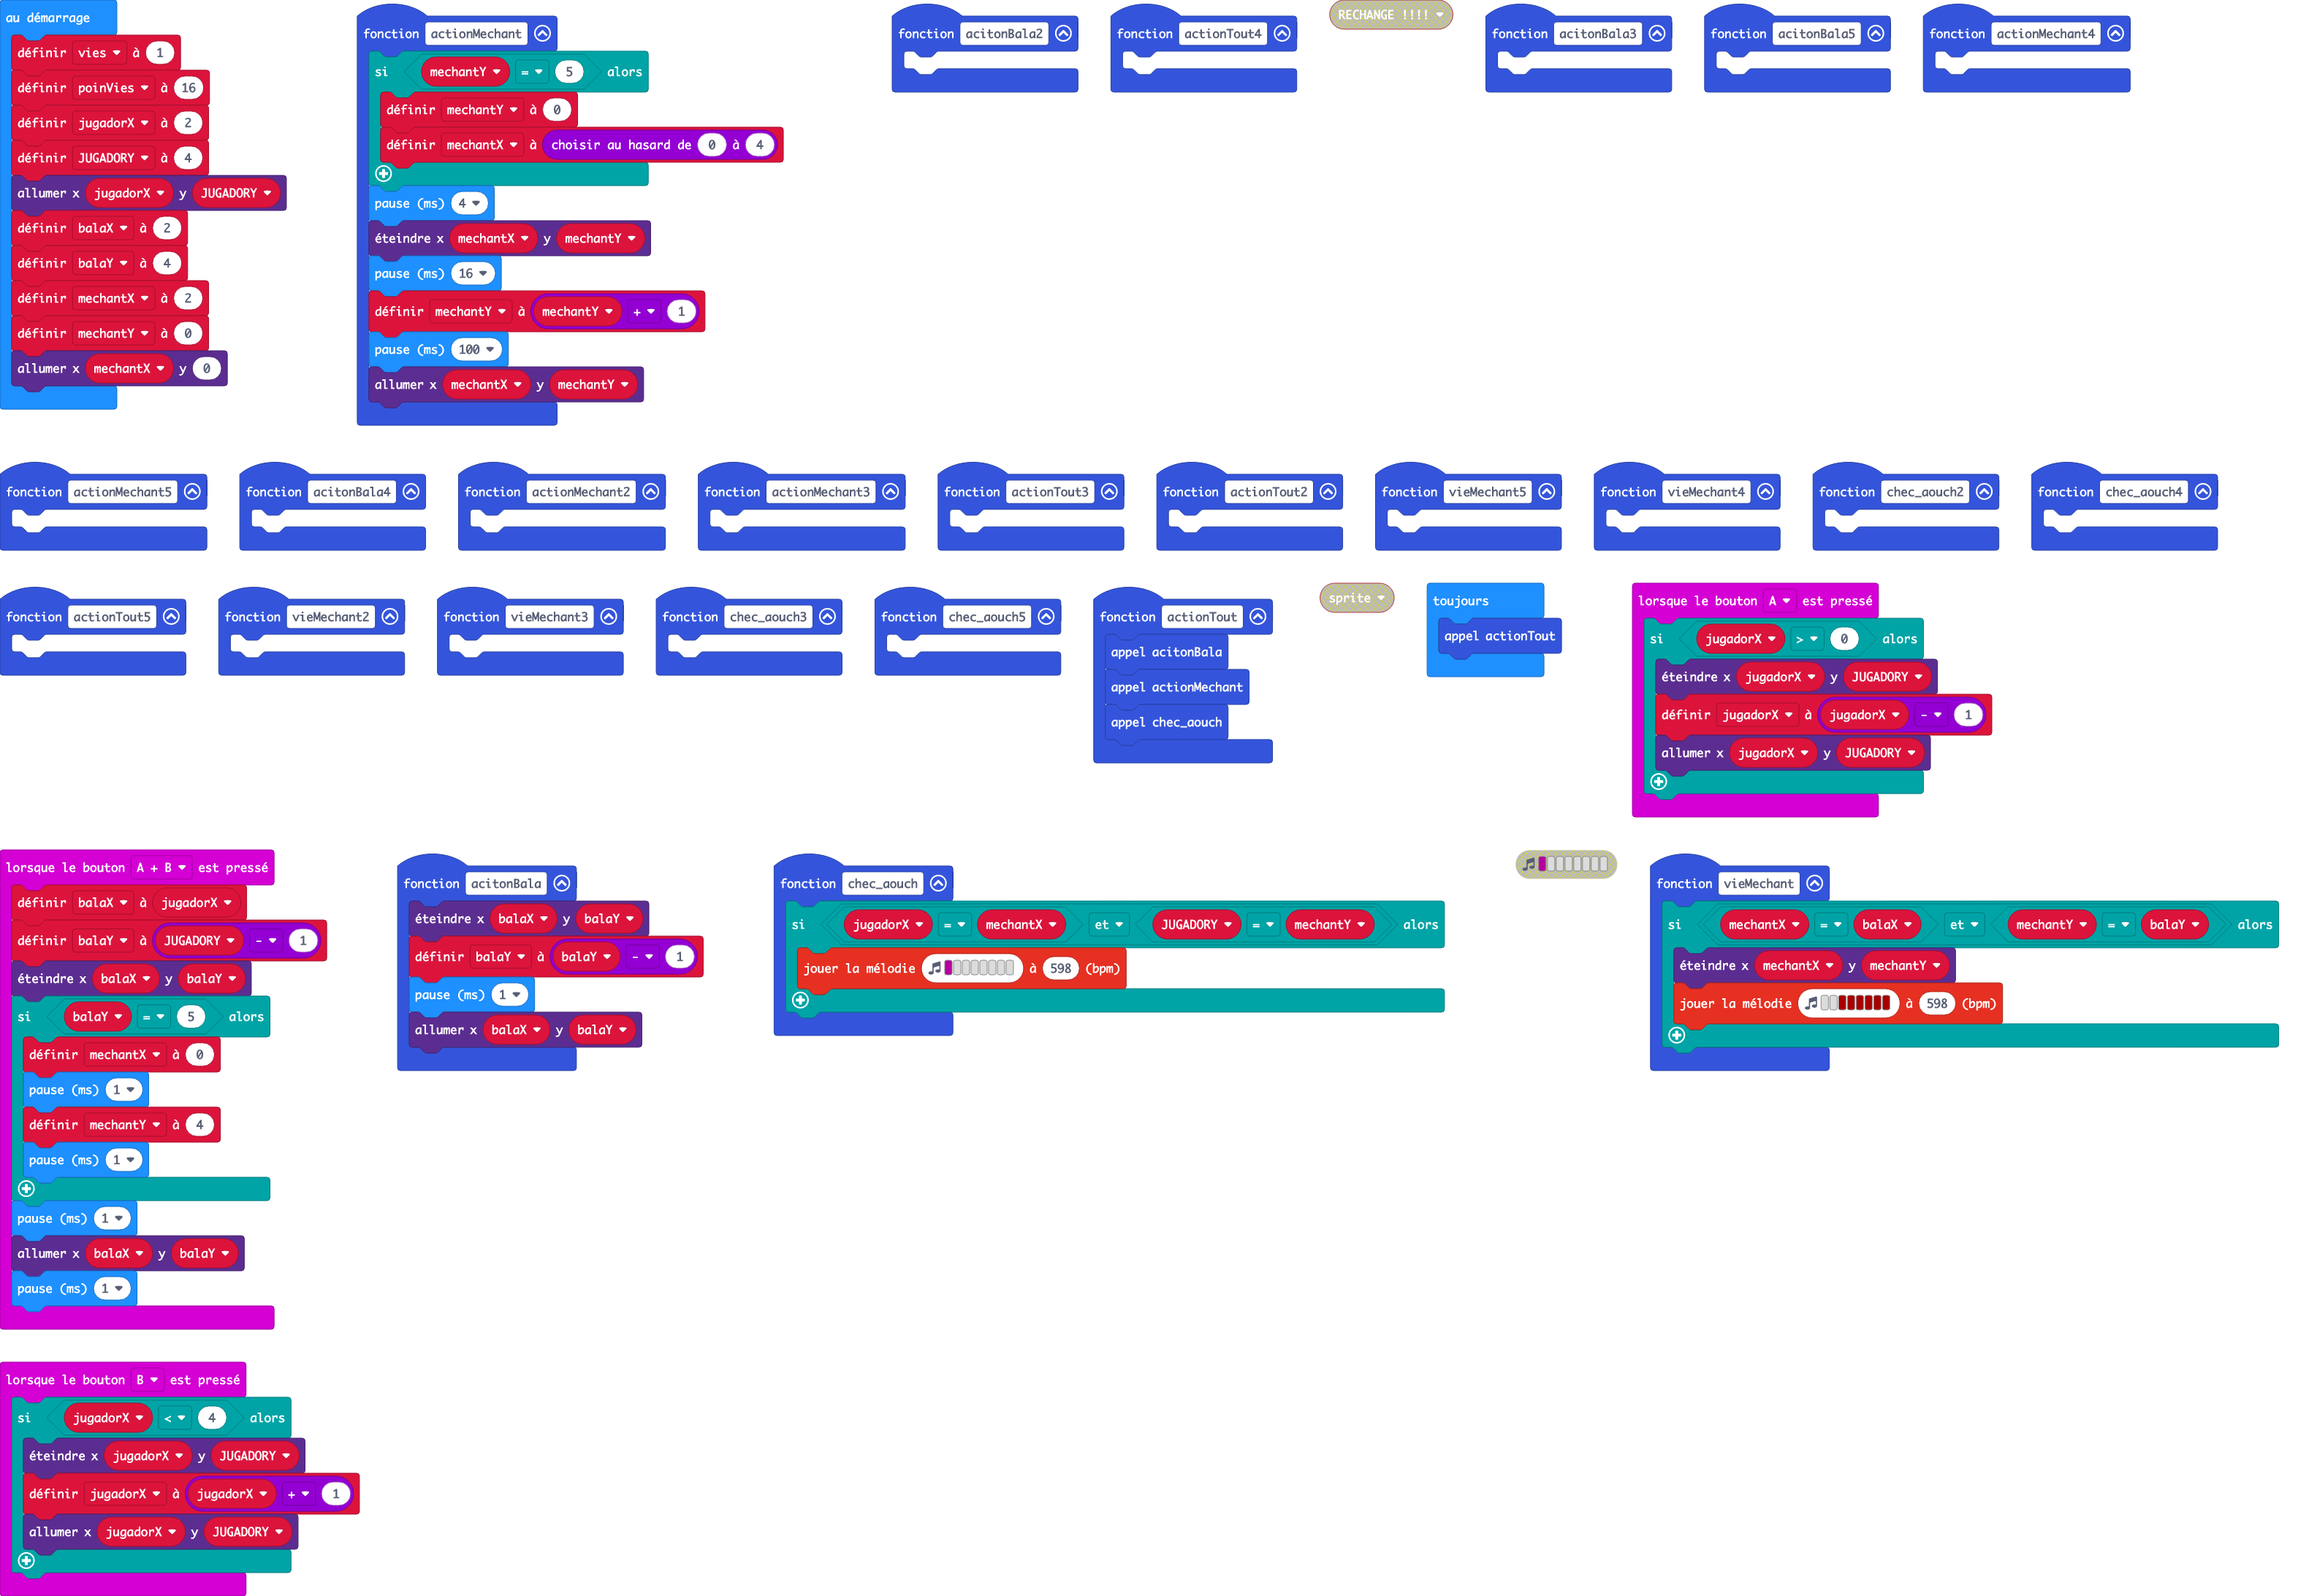 au démarrage
définir vies à 1
définir poinVies à 16
définir jugadorX à 2
définir JUGADORY à 4
allumer x jugadorX y JUGADORY
définir balaX à 2
définir balaY à 4
définir mechantX à 2
définir mechantY à 0
allumer x mechantX y 0
fonction actionMechant
si mechantY = 5 alors
définir mechantY à 0
définir mechantX à choisir au hasard de 0 à 4
pause (ms) 4
éteindre x mechantX y mechantY
pause (ms) 16
définir mechantY à mechantY + 1
pause (ms) 100
allumer x mechantX y mechantY
fonction acitonBala2
fonction actionTout4
RECHANGE !!!!
fonction acitonBala3
fonction acitonBala5
fonction actionMechant4
fonction actionMechant5
fonction acitonBala4
fonction actionMechant2
fonction actionMechant3
fonction actionTout3
fonction actionTout2
fonction vieMechant5
fonction vieMechant4
fonction chec_aouch2
fonction chec_aouch4
fonction actionTout5
fonction vieMechant2
fonction vieMechant3
fonction chec_aouch3
fonction chec_aouch5
fonction actionTout
appel acitonBala
appel actionMechant
appel chec_aouch
sprite
toujours
appel actionTout
lorsque le bouton A est pressé
si jugadorX > 0 alors
éteindre x jugadorX y JUGADORY
définir jugadorX à jugadorX - 1
allumer x jugadorX y JUGADORY
lorsque le bouton A + B est pressé
définir balaX à jugadorX
définir balaY à JUGADORY - 1
éteindre x balaX y balaY
si balaY = 5 alors
définir mechantX à 0
pause (ms) 1
définir mechantY à 4
pause (ms) 1
pause (ms) 1
allumer x balaX y balaY
pause (ms) 1
fonction acitonBala
éteindre x balaX y balaY
définir balaY à balaY - 1
pause (ms) 1
allumer x balaX y balaY
fonction chec_aouch
si jugadorX = mechantX et JUGADORY = mechantY alors
jouer la mélodie à 598 (bpm)
fonction vieMechant
si mechantX = balaX et mechantY = balaY alors
éteindre x mechantX y mechantY
jouer la mélodie à 598 (bpm)
lorsque le bouton B est pressé
si jugadorX < 4 alors
éteindre x jugadorX y JUGADORY
définir jugadorX à jugadorX + 1
allumer x jugadorX y JUGADORY